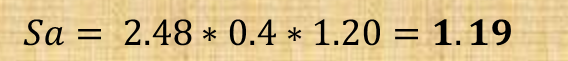 Sa = 2.48 * 0.4 * 1.20 = 1.19